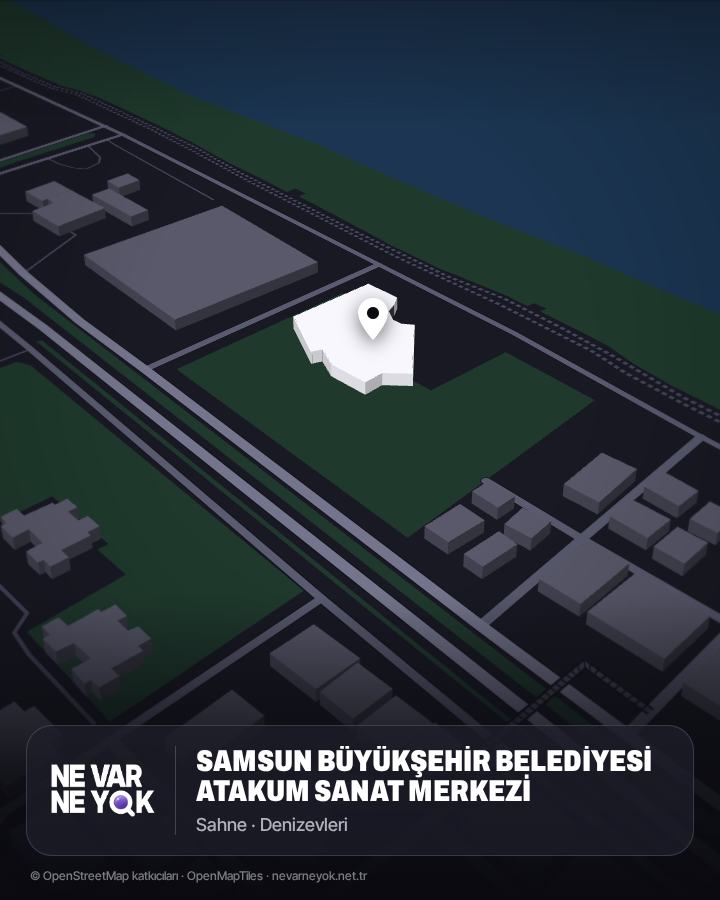 NE VAR
NE YOK
SAMSUN BÜYÜKŞEHİR BELEDİYESİ
ATAKUM SANAT MERKEZİ
Sahne · Denizevleri
© OpenStreetMap katkıcıları · OpenMapTiles · nevarneyok.net.tr